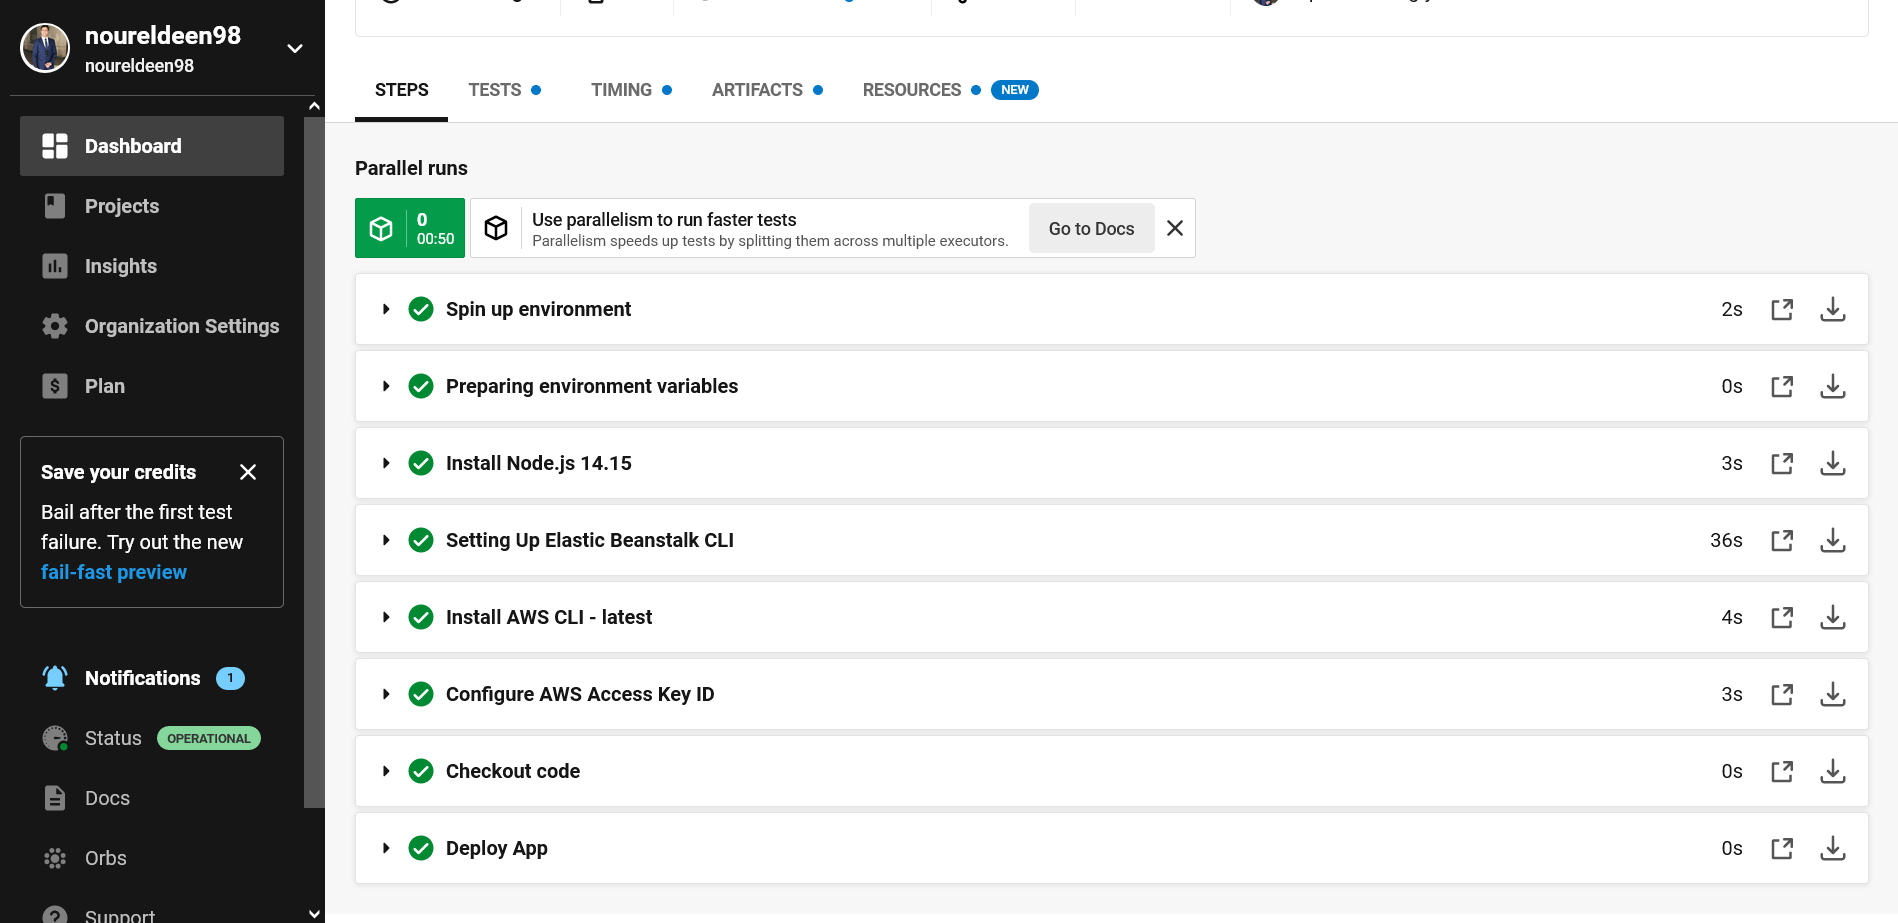 noureldeen98
noureldeen98
Dashboard
Projects
Insights
Organization Settings
Plan
Save your credits
Bail after the first test
failure. Try out the new
fail-fast preview
Notifications 1
Status OPERATIONAL
Docs
Orbs
Support
STEPS TESTS TIMING ARTIFACTS RESOURCES NEW
Parallel runs
0
00:50
Use parallelism to run faster tests
Parallelism speeds up tests by splitting them across multiple executors.
Go to Docs
Spin up environment 2s
Preparing environment variables 0s
Install Node.js 14.15 3s
Setting Up Elastic Beanstalk CLI 36s
Install AWS CLI - latest 4s
Configure AWS Access Key ID 3s
Checkout code 0s
Deploy App 0s